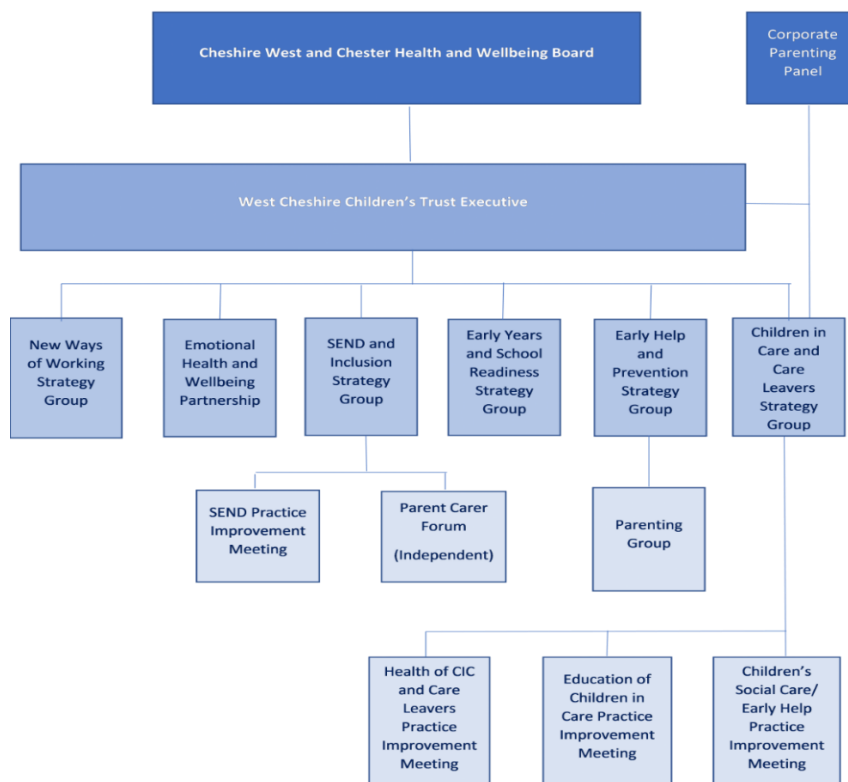 Cheshire West and Chester Health and Wellbeing Board
Corporate
Parenting
Panel
West Cheshire Children’s Trust Executive
New Ways
of Working
Strategy
Group
Emotional
Health and
Wellbeing
Partnership
SEND and
Inclusion
Strategy
Group
Early Years
and School
Readiness
Strategy
Group
Early Help
and
Prevention
Strategy
Group
Children in
Care and
Care
Leavers
Strategy
Group
SEND Practice
Improvement
Meeting
Parent Carer
Forum
(Independent)
Parenting
Group
Health of CIC
and Care
Leavers
Practice
Improvement
Meeting
Education of
Children in
Care Practice
Improvement
Meeting
Children’s
Social Care/
Early Help
Practice
Improvement
Meeting